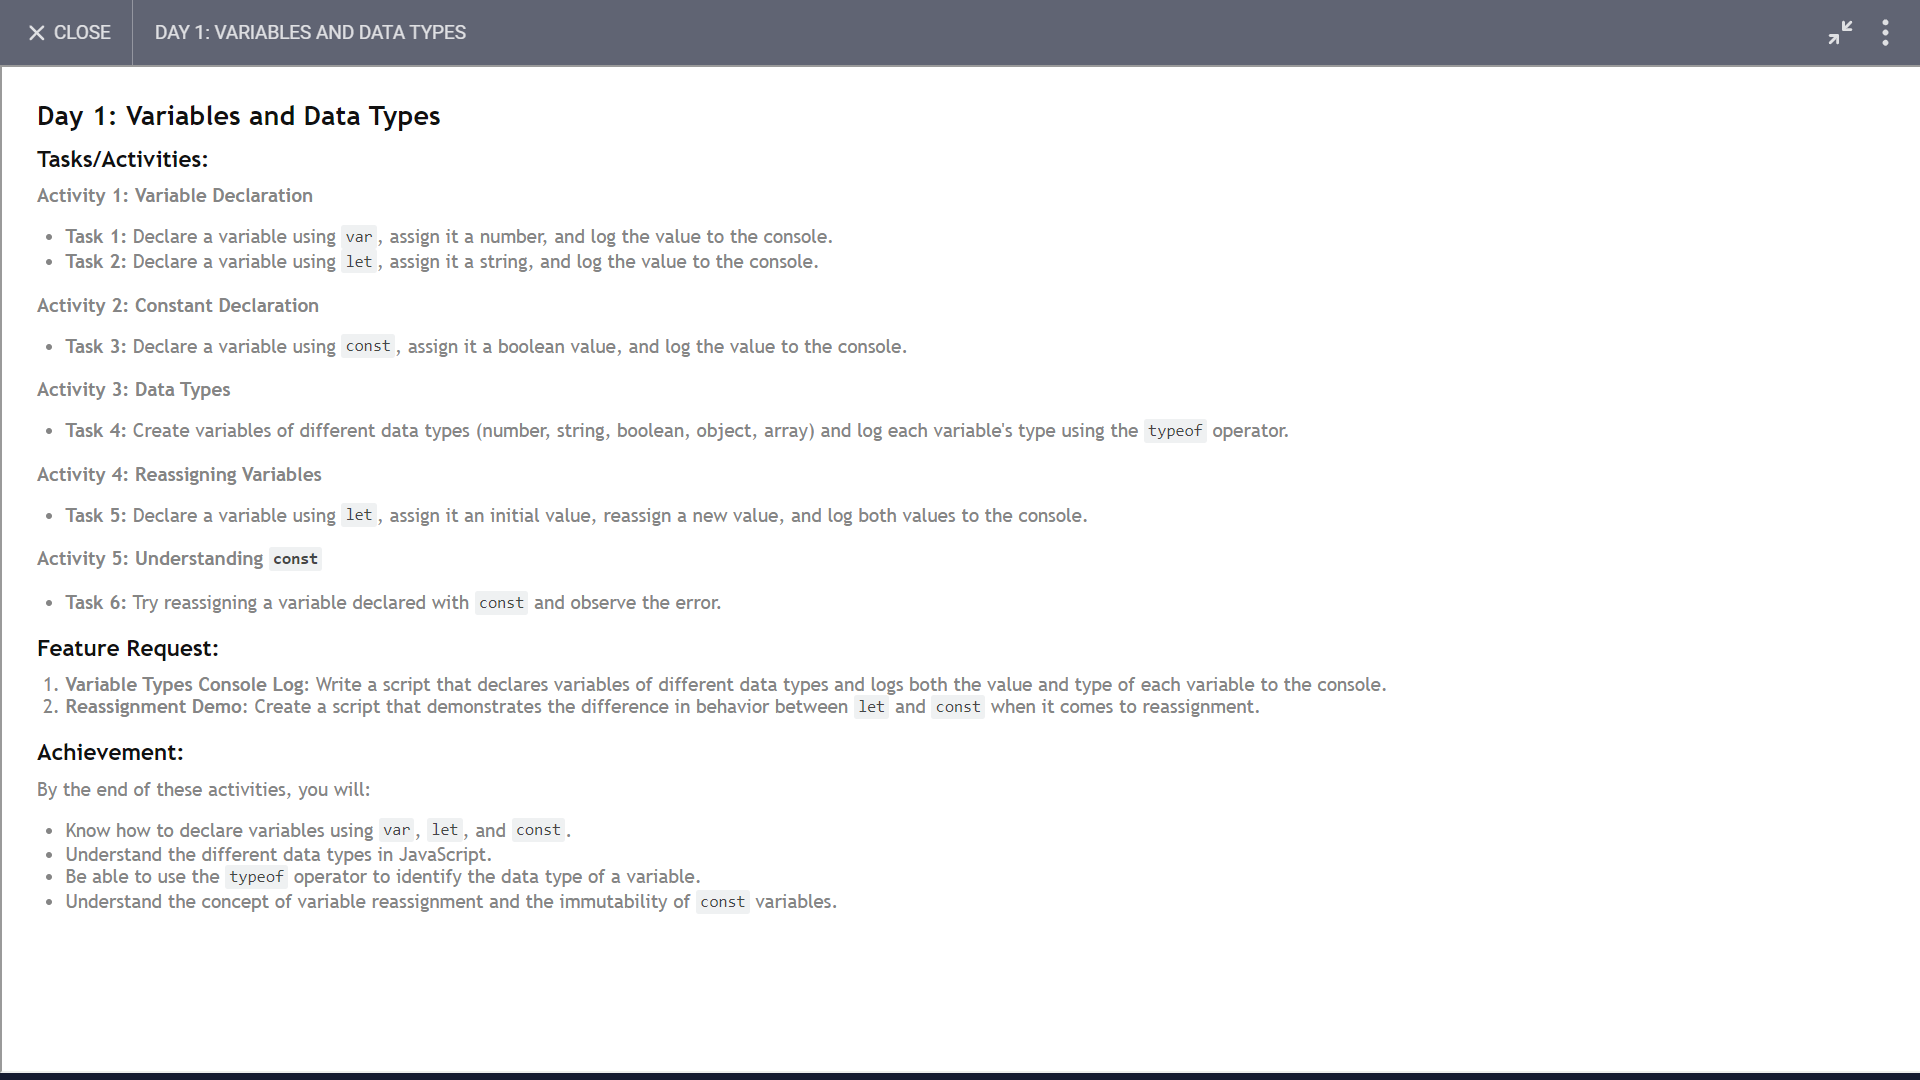 CLOSE
DAY 1: VARIABLES AND DATA TYPES
Day 1: Variables and Data Types
Tasks/Activities:
Activity 1: Variable Declaration
• Task 1: Declare a variable using var, assign it a number, and log the value to the console.
• Task 2: Declare a variable using let, assign it a string, and log the value to the console.
Activity 2: Constant Declaration
• Task 3: Declare a variable using const, assign it a boolean value, and log the value to the console.
Activity 3: Data Types
• Task 4: Create variables of different data types (number, string, boolean, object, array) and log each variable's type using the typeof operator.
Activity 4: Reassigning Variables
• Task 5: Declare a variable using let, assign it an initial value, reassign a new value, and log both values to the console.
Activity 5: Understanding const
• Task 6: Try reassigning a variable declared with const and observe the error.
Feature Request:
1. Variable Types Console Log: Write a script that declares variables of different data types and logs both the value and type of each variable to the console.
2. Reassignment Demo: Create a script that demonstrates the difference in behavior between let and const when it comes to reassignment.
Achievement:
By the end of these activities, you will:
• Know how to declare variables using var, let, and const.
• Understand the different data types in JavaScript.
• Be able to use the typeof operator to identify the data type of a variable.
• Understand the concept of variable reassignment and the immutability of const variables.